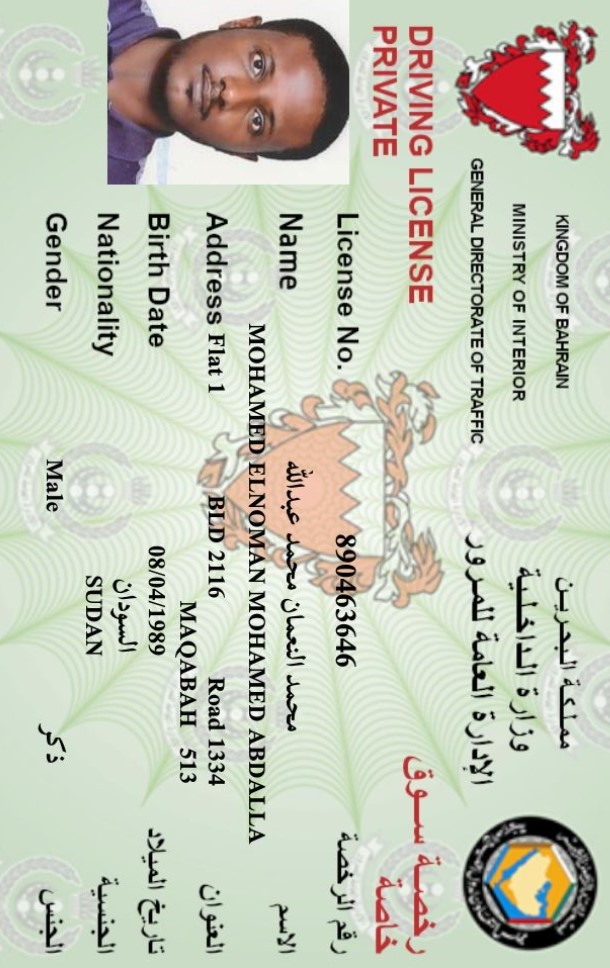 KINGDOM OF BAHRAIN مملكة البحرين
MINISTRY OF INTERIOR وزارة الداخلية
GENERAL DIRECTORATE OF TRAFFIC الإدارة العامة للمرور
DRIVING LICENSE رخصة سوق
PRIVATE خاصة
License No. 890463646 رقم الرخصة
Name محمد النعمان محمد عبدالله الاسم
MOHAMED ELNOMAN MOHAMED ABDALLA
Address Flat 1 BLD 2116 Road 1334 العنوان
MAQABAH 513
Birth Date 08/04/1989 تاريخ الميلاد
السودان
Nationality الجنسية
SUDAN
Gender Male ذكر الجنس